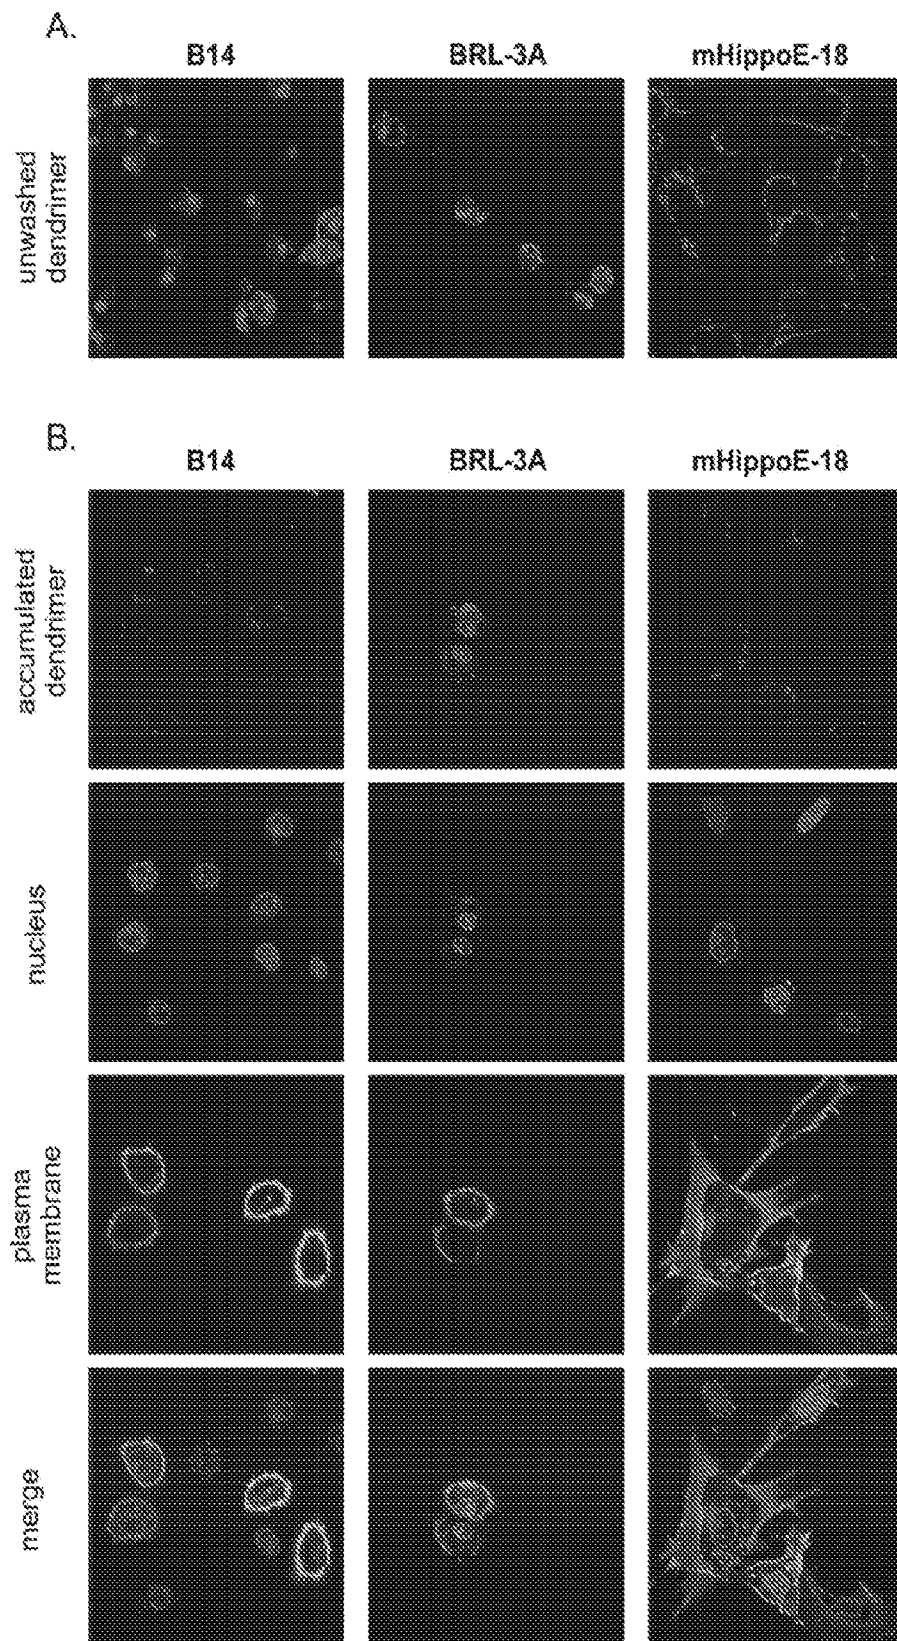 A.
B14 BRL-3A mHippoE-18
unwashed
dendrimer
B.
B14 BRL-3A mHippoE-18
accumulated
dendrimer
nucleus
plasma
membrane
merge